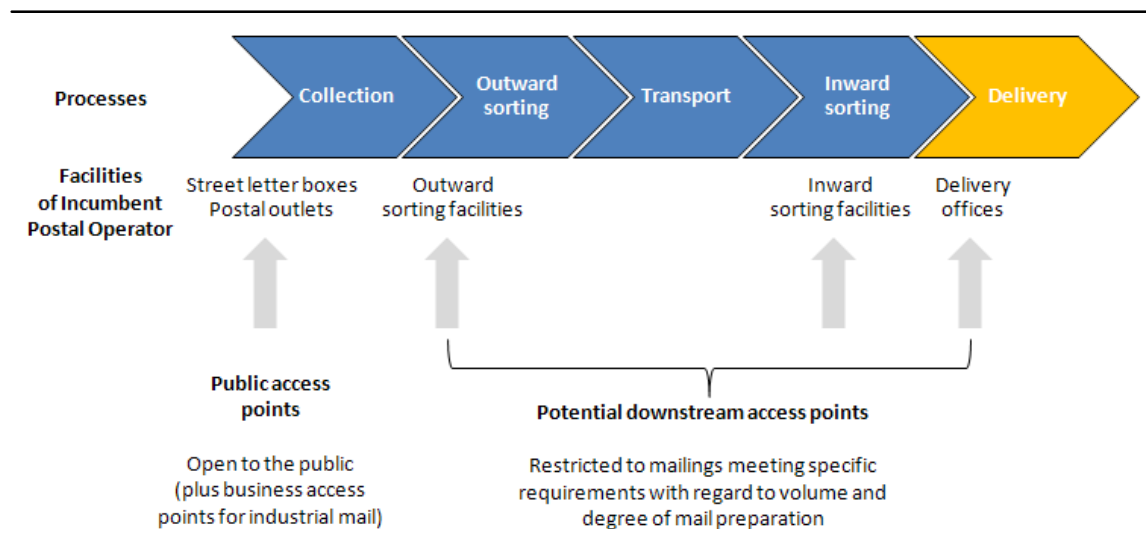 Processes
Collection
Outward
sorting
Transport
Inward
sorting
Delivery
Facilities
of Incumbent
Postal Operator
Street letter boxes
Postal outlets
Outward
sorting facilities
Inward
sorting facilities
Delivery
offices
Public access
points
Open to the public
(plus business access
points for industrial mail)
Potential downstream access points
Restricted to mailings meeting specific
requirements with regard to volume and
degree of mail preparation